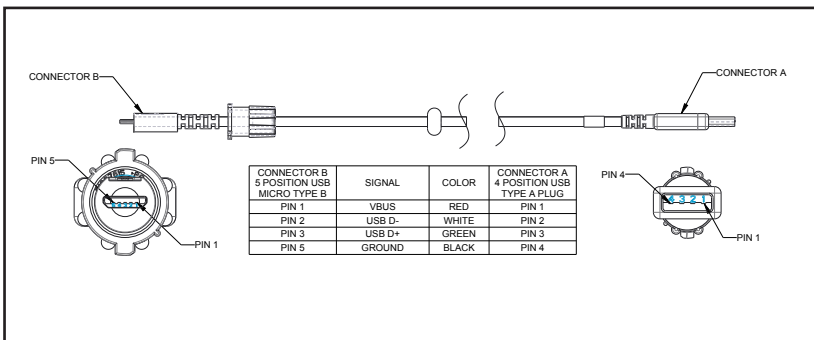 CONNECTOR B
CONNECTOR A
PIN 5
PIN 1
CONNECTOR B
5 POSITION USB
MICRO TYPE B
SIGNAL
COLOR
CONNECTOR A
4 POSITION USB
TYPE A PLUG
PIN 1 VBUS RED PIN 1
PIN 2 USB D- WHITE PIN 2
PIN 3 USB D+ GREEN PIN 3
PIN 5 GROUND BLACK PIN 4
PIN 4
4 3 2 1
PIN 1